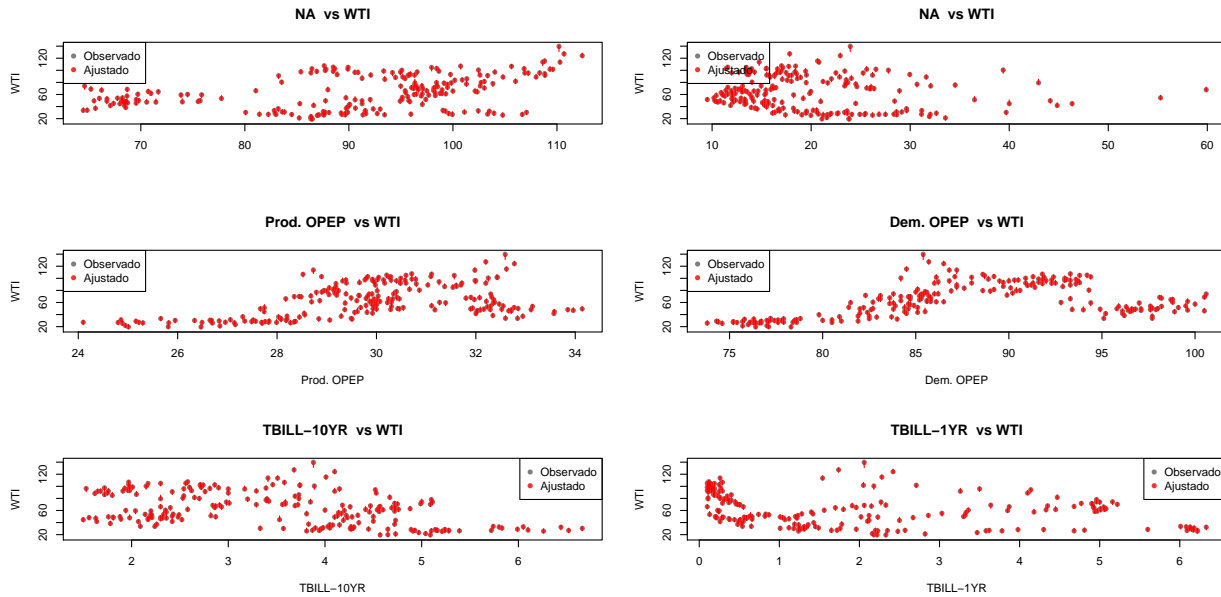 NA vs WTI
WTI
120
60
20
Observado
Ajustado
70 80 90 100 110
NA vs WTI
WTI
120
60
20
Observado
Ajustado
10 20 30 40 50 60
Prod. OPEP vs WTI
WTI
120
60
20
Observado
Ajustado
24 26 28 30 32 34
Prod. OPEP
Dem. OPEP vs WTI
WTI
120
60
20
Observado
Ajustado
75 80 85 90 95 100
Dem. OPEP
TBILL−10YR vs WTI
WTI
120
60
20
Observado
Ajustado
2 3 4 5 6
TBILL−10YR
TBILL−1YR vs WTI
WTI
120
60
20
Observado
Ajustado
0 1 2 3 4 5 6
TBILL−1YR